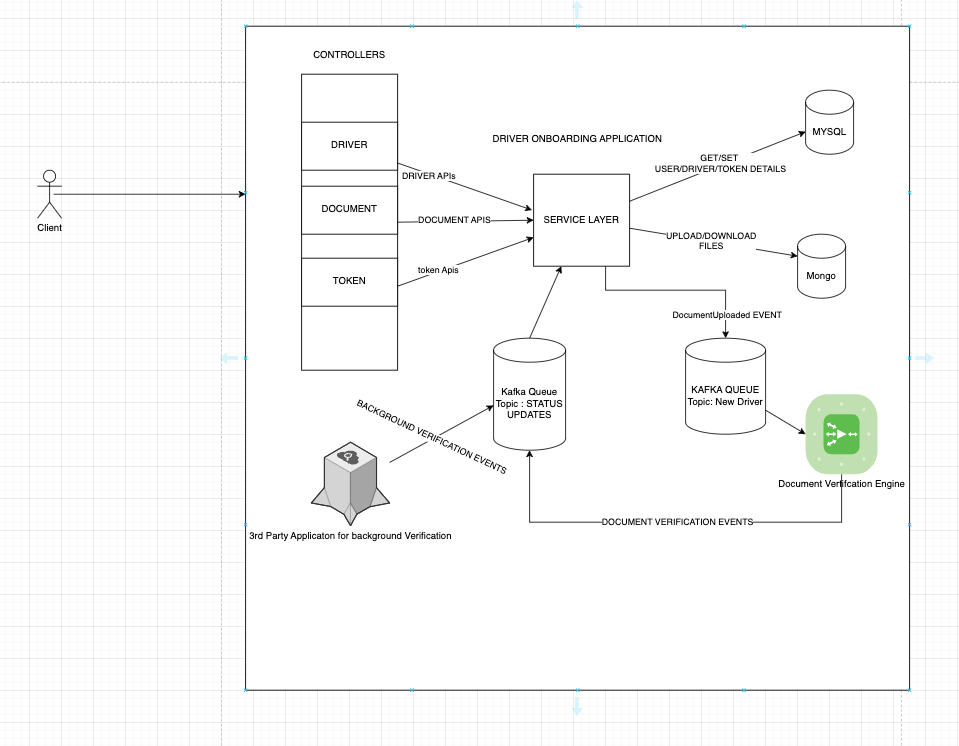 CONTROLLERS
DRIVER
DOCUMENT
TOKEN
Client
DRIVER ONBOARDING APPLICATION
DRIVER APIs
DOCUMENT APIS
token Apis
SERVICE LAYER
GET/SET
USER/DRIVER/TOKEN DETAILS
MYSQL
UPLOAD/DOWNLOAD
FILES
Mongo
DocumentUploaded EVENT
Kafka Queue
Topic : STATUS
UPDATES
KAFKA QUEUE
Topic: New Driver
BACKGROUND VERIFICATION EVENTS
Document Vertifcation Engine
DOCUMENT VERIFICATION EVENTS
3rd Party Applicaton for background Verification